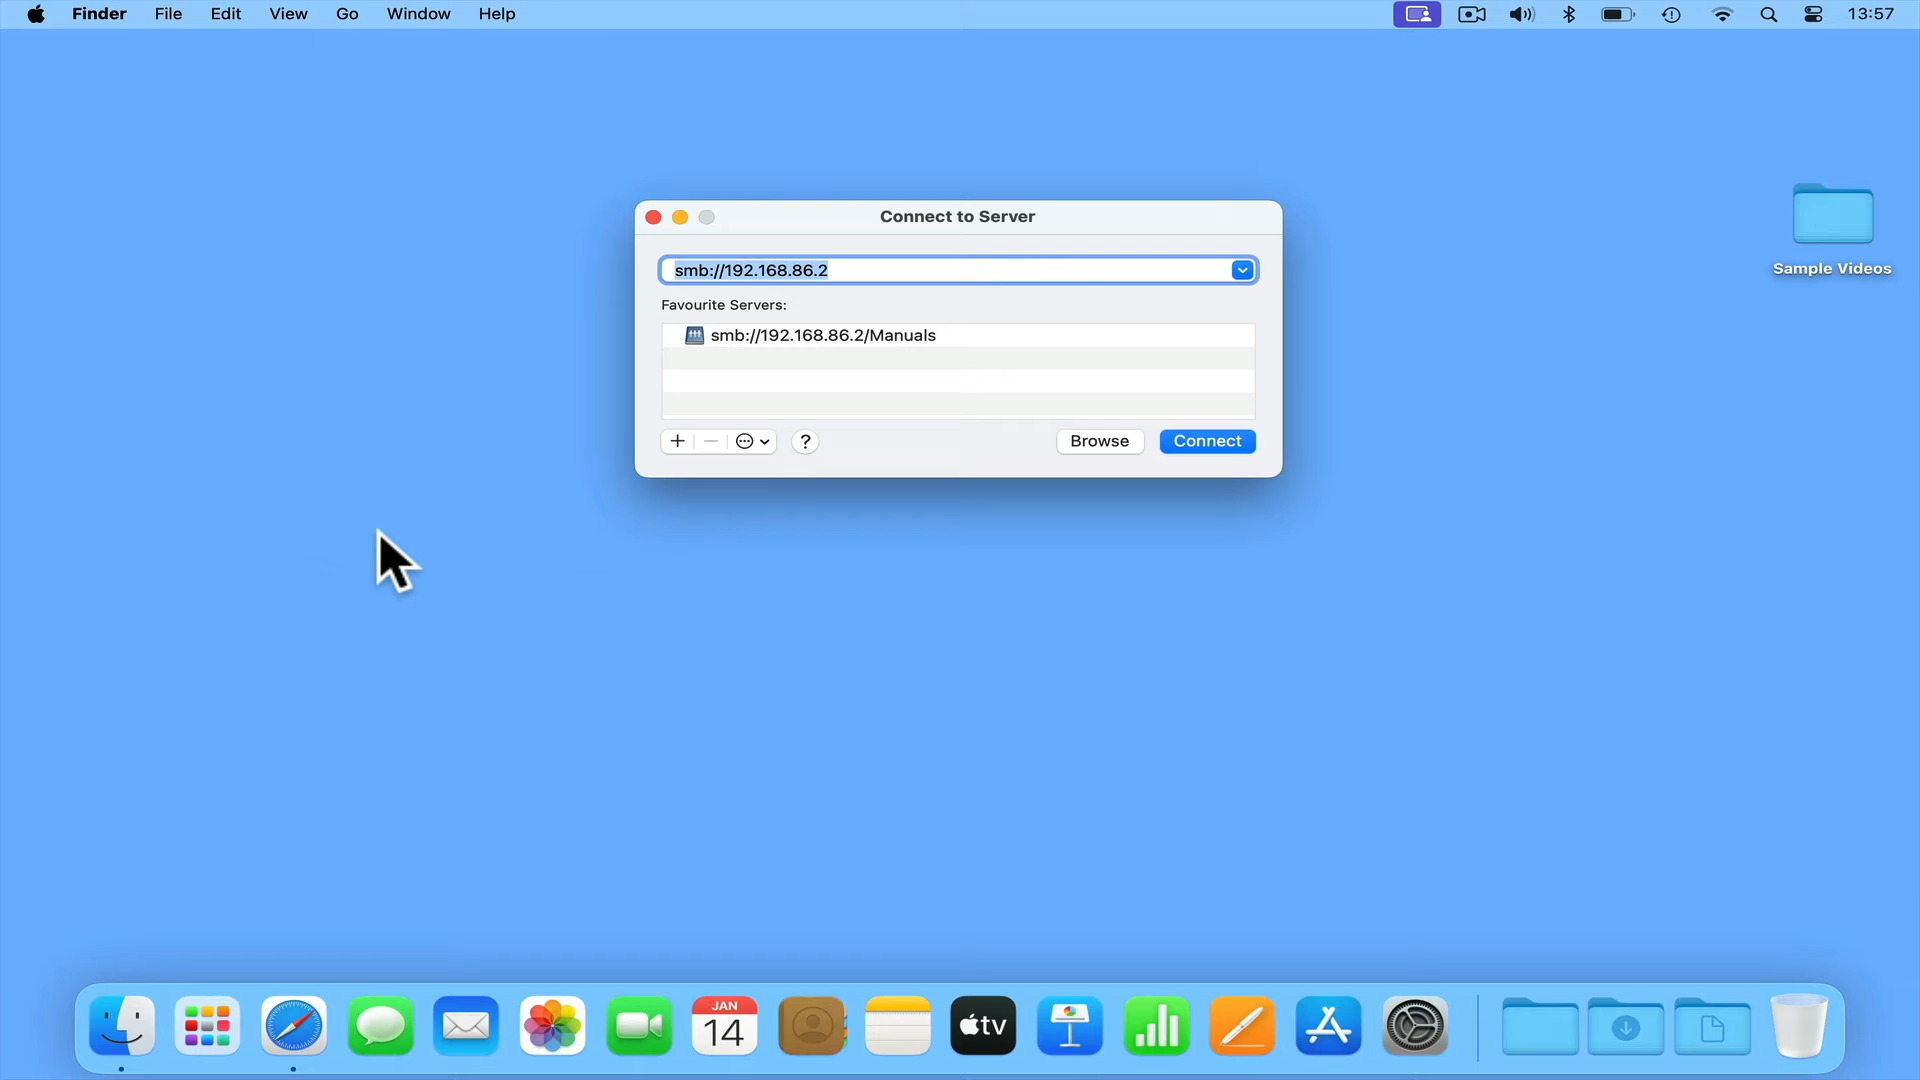 Finder File Edit View Go Window Help 13:57
Connect to Server
smb://192.168.86.2
Favourite Servers:
smb://192.168.86.2/Manuals
+ − ? Browse Connect
Sample Videos
JAN
14
tv